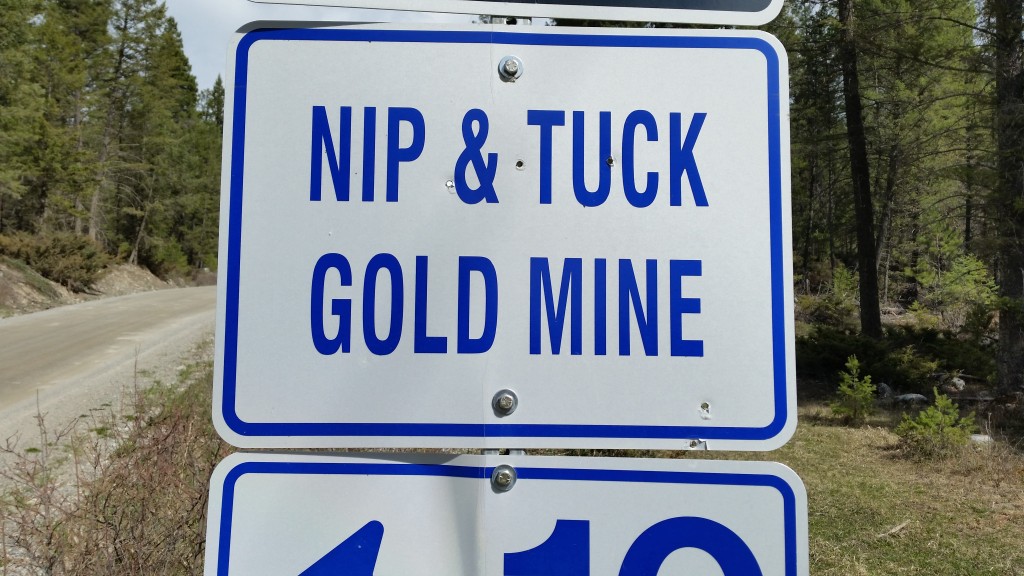 NIP & TUCK
GOLD MINE